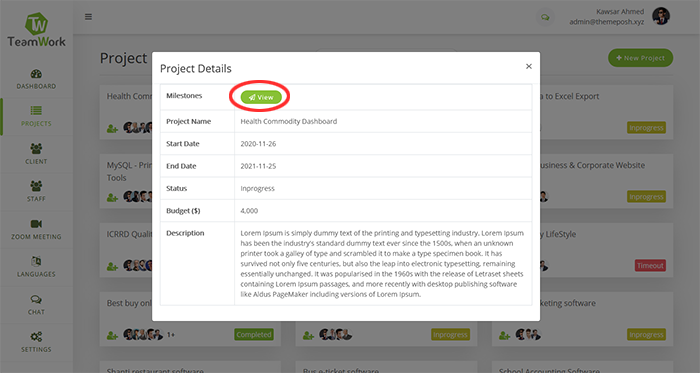 TeamWork
Kawsar Ahmed
admin@themeposh.xyz
DASHBOARD
PROJECTS
CLIENT
STAFF
ZOOM MEETING
LANGUAGES
CHAT
SETTINGS
Project
+ New Project
Project Details
×
Milestones
View
Project Name
Health Commodity Dashboard
Start Date
2020-11-26
End Date
2021-11-25
Status
Inprogress
Budget ($)
4,000
Description
Lorem Ipsum is simply dummy text of the printing and typesetting industry. Lorem Ipsum
has been the industry's standard dummy text ever since the 1500s, when an unknown
printer took a galley of type and scrambled it to make a type specimen book. It has
survived not only five centuries, but also the leap into electronic typesetting, remaining
essentially unchanged. It was popularised in the 1960s with the release of Letraset sheets
containing Lorem Ipsum passages, and more recently with desktop publishing software
like Aldus PageMaker including versions of Lorem Ipsum.
Health Com
a to Excel Export
Inprogress
MySQL - Prin
Tools
Business & Corporate Website
Inprogress
ICRRD Quali
y LifeStyle
Timeout
Best buy onl
1+
Completed
Inprogress
rketing software
Inprogress
Shanti restaurant software
Bus e-ticket software
School Accounting Software